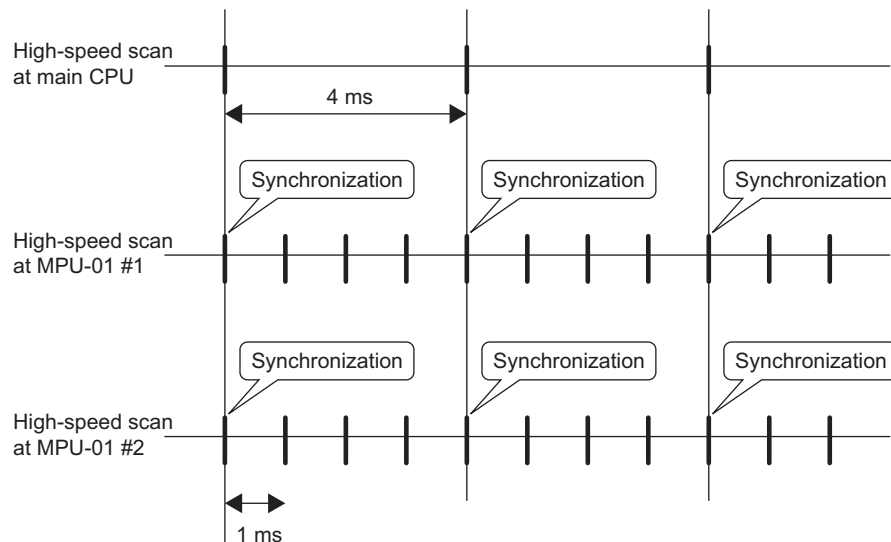 High-speed scan
at main CPU
4 ms
Synchronization
Synchronization
Synchronization
High-speed scan
at MPU-01 #1
Synchronization
Synchronization
Synchronization
High-speed scan
at MPU-01 #2
1 ms